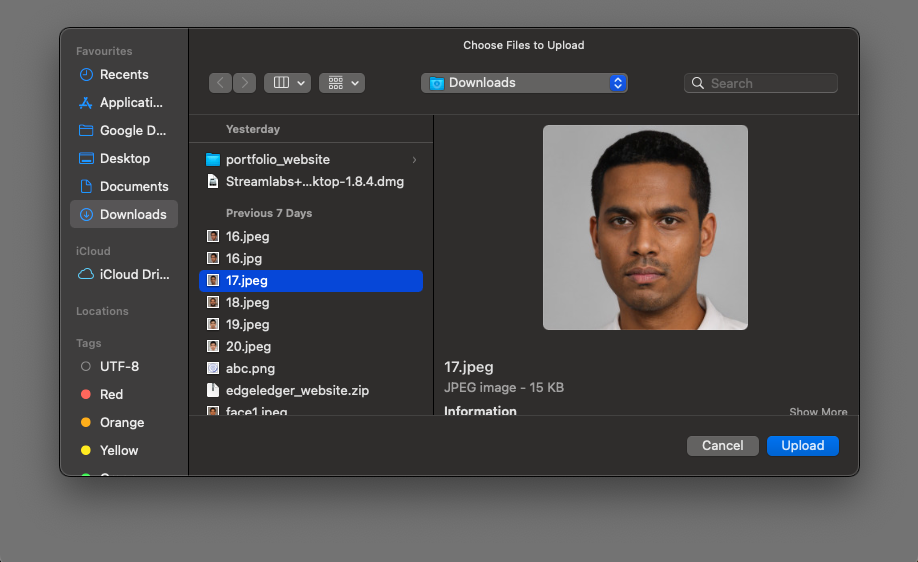 Choose Files to Upload
Favourites
Recents
Applicati...
Google D...
Desktop
Documents
Downloads
iCloud
iCloud Dri...
Locations
Tags
UTF-8
Red
Orange
Yellow
Downloads
Search
Yesterday
portfolio_website
Streamlabs+...ktop-1.8.4.dmg
Previous 7 Days
16.jpeg
16.jpg
17.jpeg
18.jpeg
19.jpeg
20.jpeg
abc.png
edgeledger_website.zip
face1.jpeg
17.jpeg
JPEG image - 15 KB
Information
Show More
Cancel
Upload